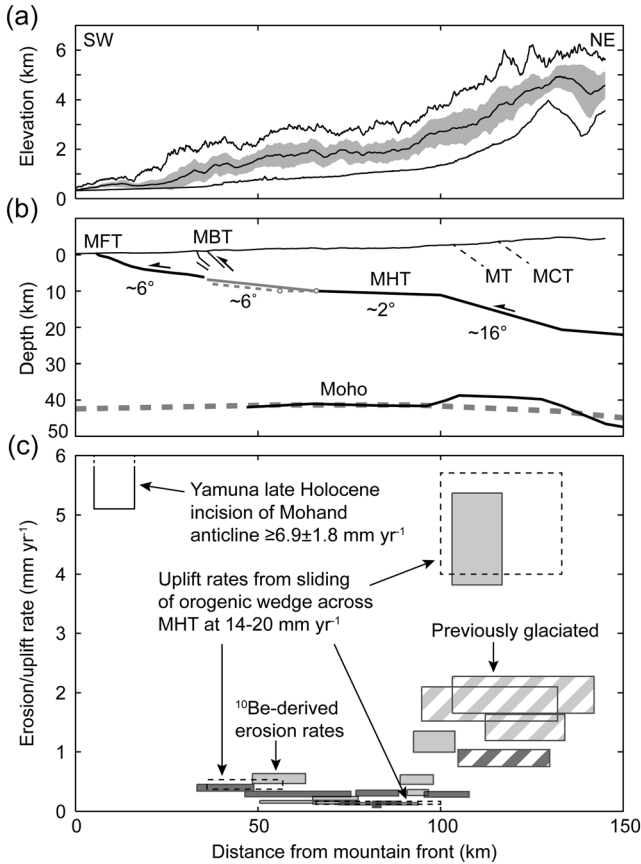 (a)
SW
NE
6
4
2
0
Elevation (km)
(b)
MFT
MBT
MHT
MT
MCT
~6°
~6°
~2°
~16°
Moho
0
10
20
30
40
50
Depth (km)
(c)
6
5
4
3
2
1
0
Erosion/uplift rate (mm yr-1)
Yamuna late Holocene
incision of Mohand
anticline ≥6.9±1.8 mm yr-1
Uplift rates from sliding
of orogenic wedge across
MHT at 14-20 mm yr-1
Previously glaciated
10Be-derived
erosion rates
0
50
100
150
Distance from mountain front (km)